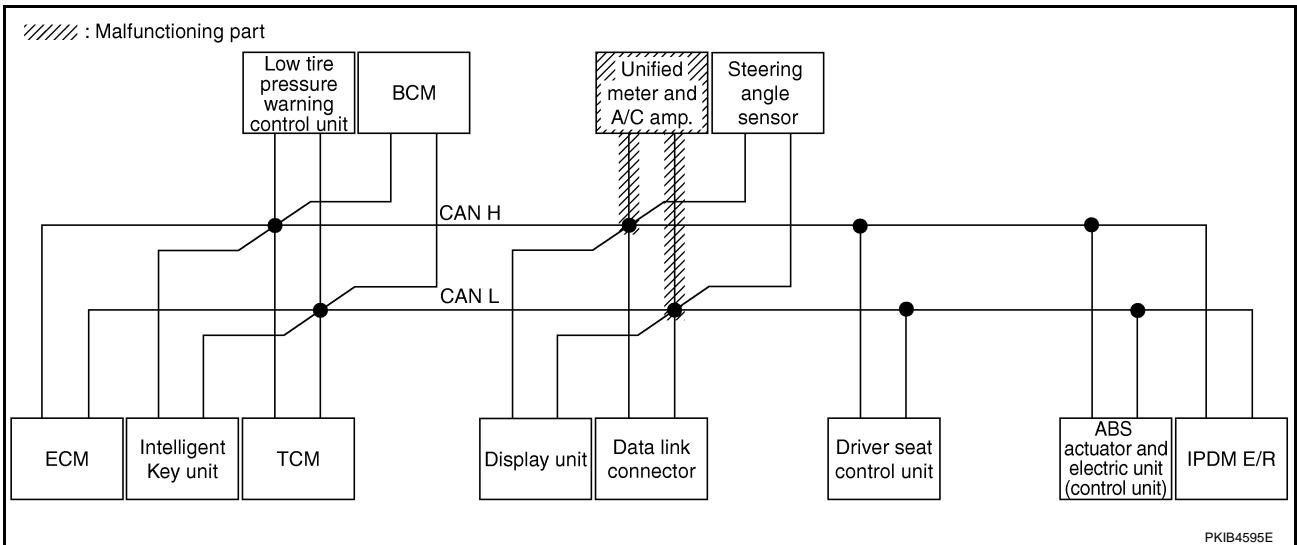 : Malfunctioning part
Low tire
pressure
warning
control unit
BCM
Unified
meter and
A/C amp.
Steering
angle
sensor
CAN H
CAN L
ECM
Intelligent
Key unit
TCM
Display unit
Data link
connector
Driver seat
control unit
ABS
actuator and
electric unit
(control unit)
IPDM E/R
PKIB4595E